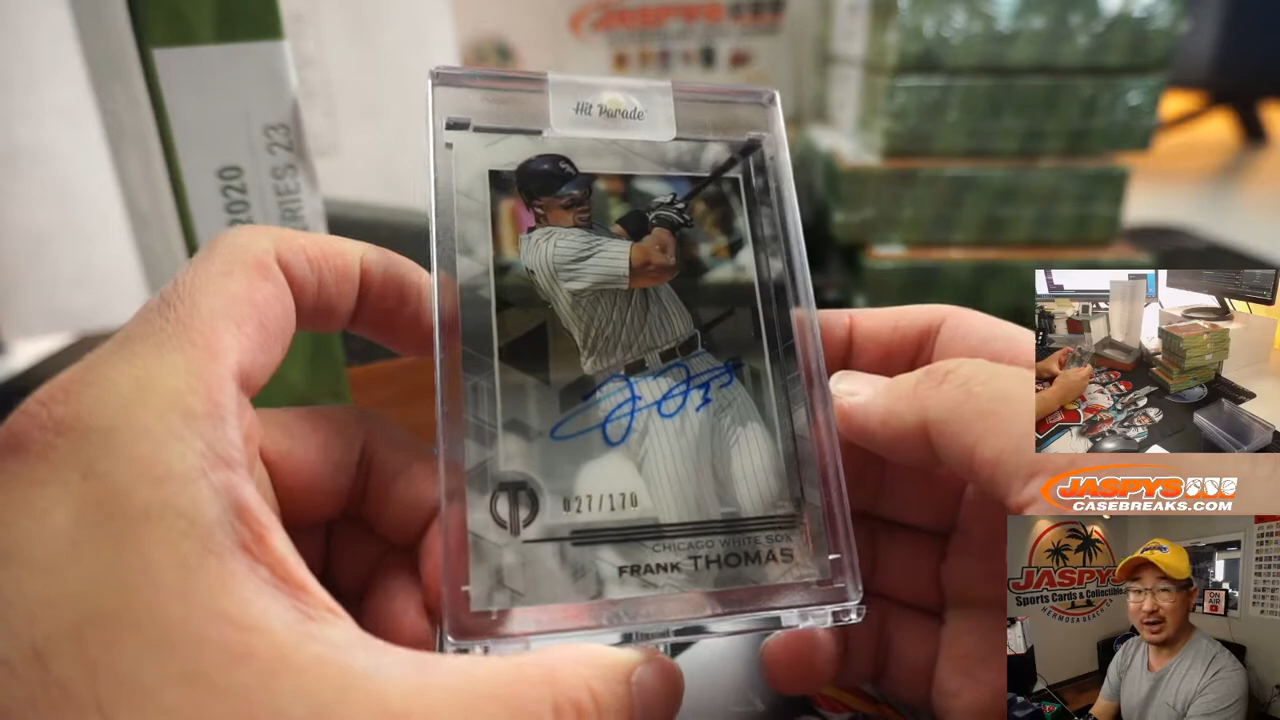 JASPYS
2020
SERIES 23
Hit Parade
027/170
CHICAGO WHITE SOX
FRANK THOMAS
JASPYS
CASEBREAKS.COM
JASPYS
Sports Cards & Collectibles
HERMOSA BEACH, CA
ON
AIR